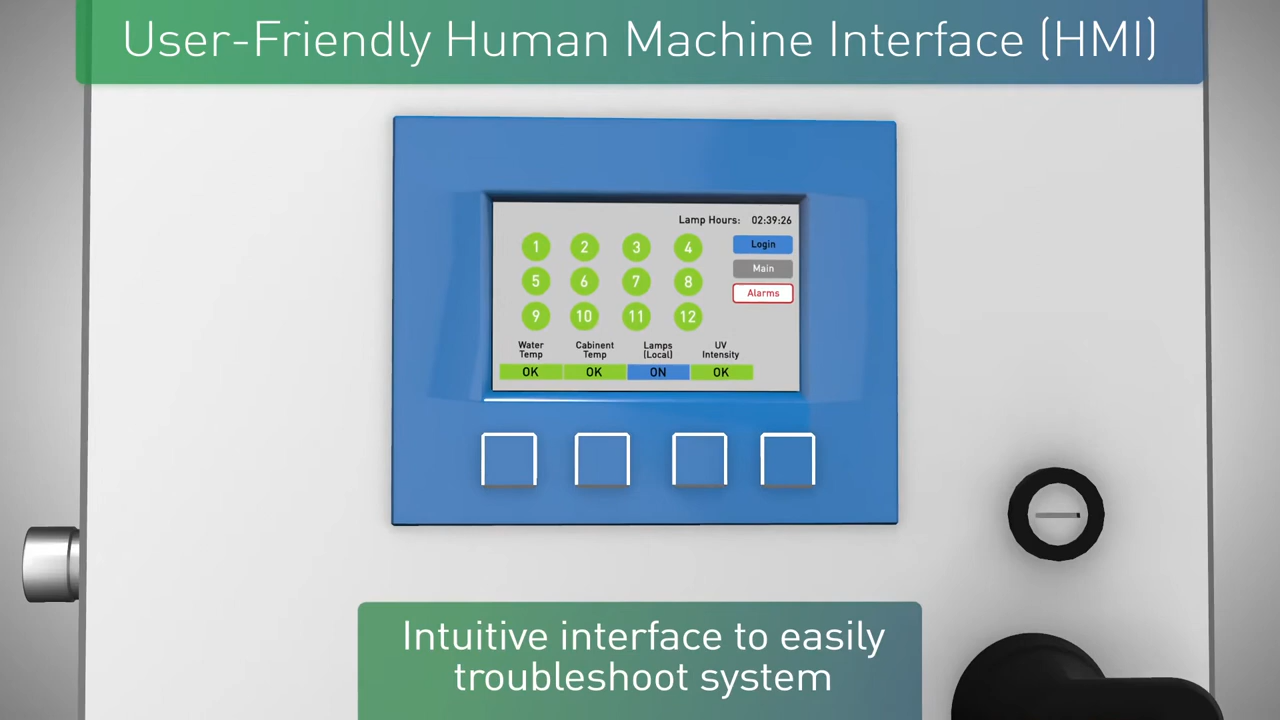 User-Friendly Human Machine Interface (HMI)
Lamp Hours: 02:39:26
1 2 3 4
Login
Main
5 6 7 8
Alarms
9 10 11 12
Water Temp
Cabinent Temp
Lamps (Local)
UV Intensity
OK OK ON OK
Intuitive interface to easily
troubleshoot system